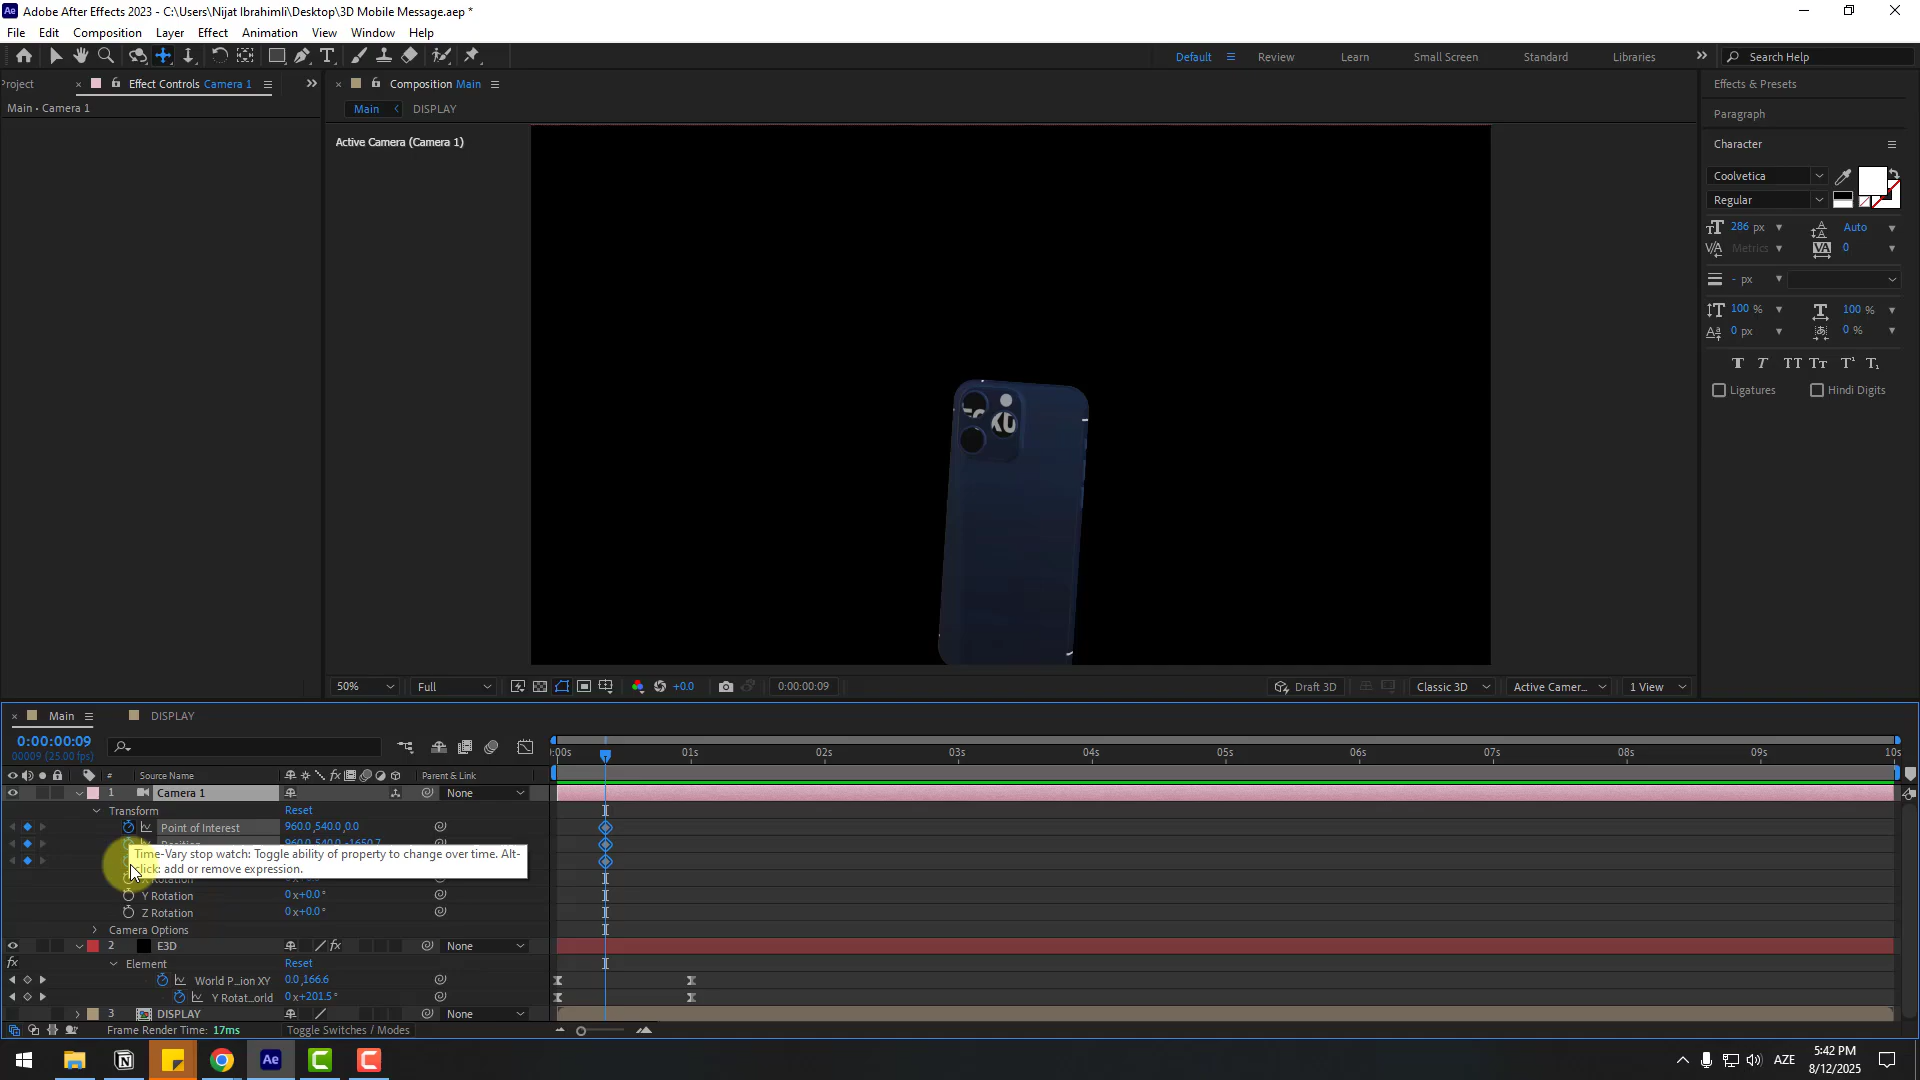 Adobe After Effects 2023 - C:\Users\Nijat Ibrahimli\Desktop\3D Mobile Message.aep *
File Edit Composition Layer Effect Animation View Window Help
Default Review Learn Small Screen Standard Libraries Search Help
Project Effect Controls Camera 1
Main • Camera 1
Composition Main
Main DISPLAY
Active Camera (Camera 1)
Effects & Presets
Paragraph
Character
Coolvetica
Regular
286 px Auto
Metrics 0
- px
100 % 100 %
0 px 0 %
Ligatures Hindi Digits
50% Full +0.0 0:00:00:09 Draft 3D Classic 3D Active Camer... 1 View
Main DISPLAY
0:00:00:09
00009 (25.00 fps)
:00s 01s 02s 03s 04s 05s 06s 07s 08s 09s 10s
# Source Name Parent & Link
1 Camera 1 None
Transform Reset
Point of Interest 960.0,540.0,0.0
Time-Vary stop watch: Toggle ability of property to change over time. Alt-
click: add or remove expression.
Y Rotation 0x+0.0°
Z Rotation 0x+0.0°
Camera Options
2 E3D None
Element Reset
World P...ion XY 0.0,166.6
Y Rotat...orld 0x+201.5°
3 DISPLAY None
Frame Render Time: 17ms Toggle Switches / Modes
AZE 5:42 PM
8/12/2025